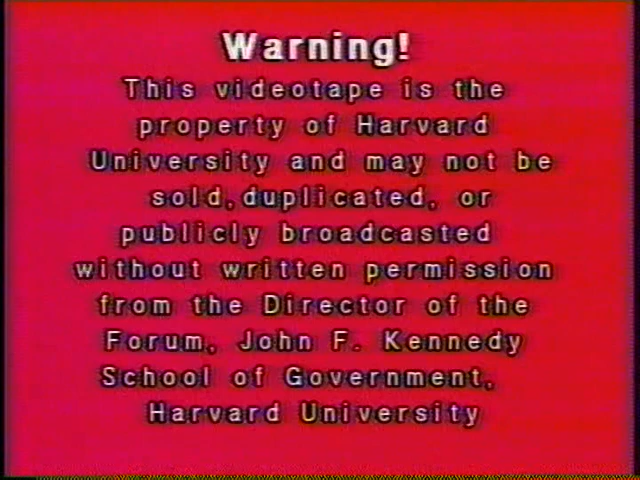 Warning!
This videotape is the
property of Harvard
University and may not be
sold,duplicated, or
publicly broadcasted
without written permission
from the Director of the
Forum, John F. Kennedy
School of Government,
Harvard University